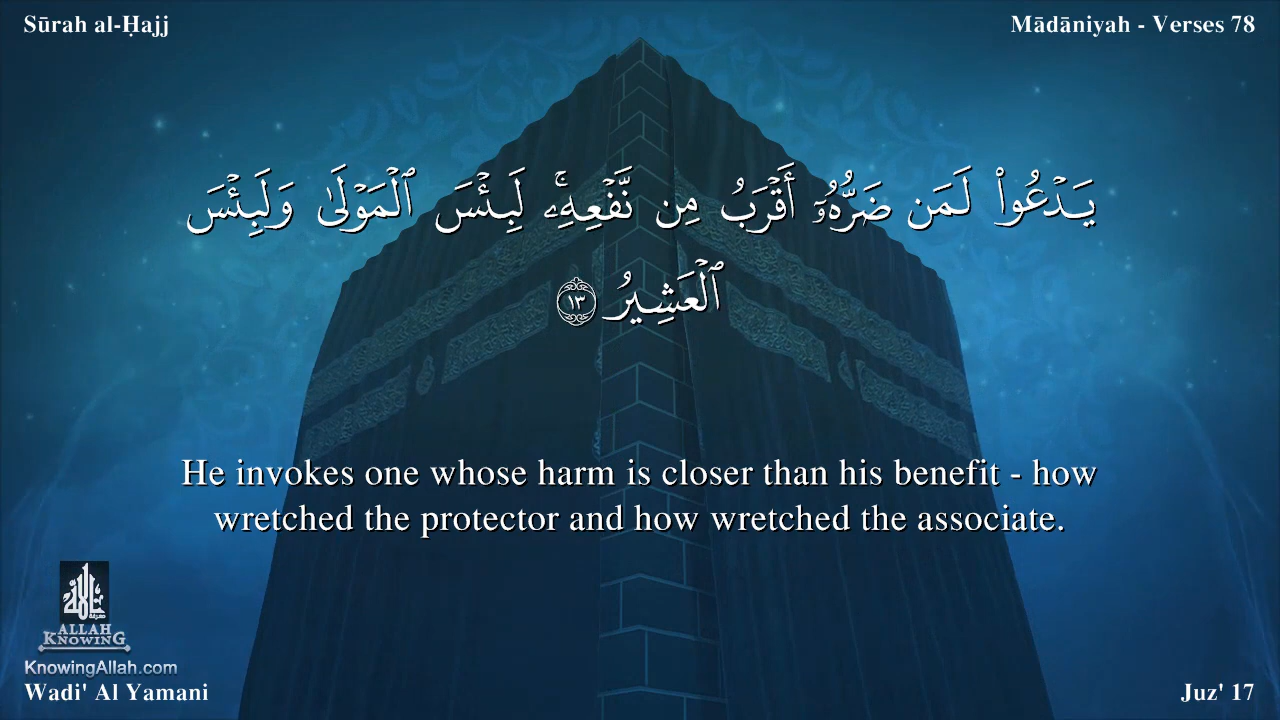 Sūrah al-Ḥajj
Mādāniyah - Verses 78
يَدْعُوا۟ لَمَن ضَرُّهُۥٓ أَقْرَبُ مِن نَّفْعِهِۦۚ لَبِئْسَ ٱلْمَوْلَىٰ وَلَبِئْسَ
ٱلْعَشِيرُ ١٣
He invokes one whose harm is closer than his benefit - how
wretched the protector and how wretched the associate.
ALLAH
KNOWING
KnowingAllah.com
Wadi' Al Yamani
Juz' 17